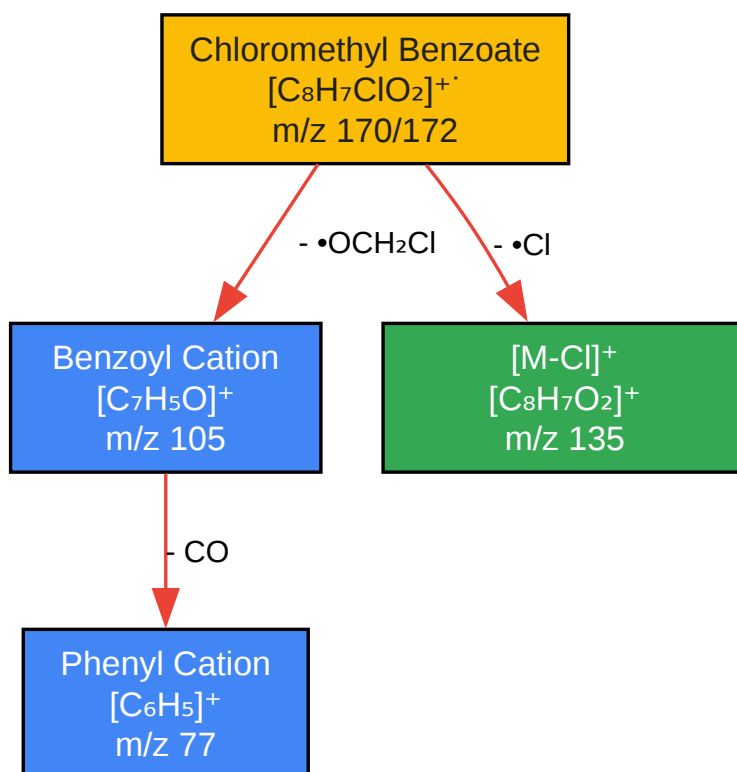 Chloromethyl Benzoate
[C₈H₇ClO₂]⁺˙
m/z 170/172
- •OCH₂Cl
- •Cl
Benzoyl Cation
[C₇H₅O]⁺
m/z 105
[M-Cl]⁺
[C₈H₇O₂]⁺
m/z 135
- CO
Phenyl Cation
[C₆H₅]⁺
m/z 77